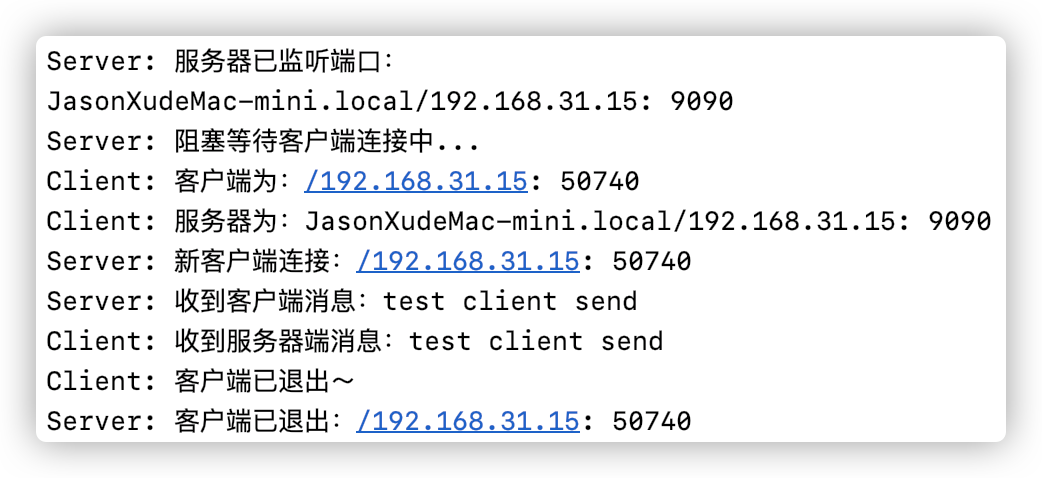 Server: 服务器已监听端口：
JasonXudeMac-mini.local/192.168.31.15: 9090
Server: 阻塞等待客户端连接中...
Client: 客户端为：/192.168.31.15: 50740
Client: 服务器为：JasonXudeMac-mini.local/192.168.31.15: 9090
Server: 新客户端连接：/192.168.31.15: 50740
Server: 收到客户端消息：test client send
Client: 收到服务器端消息：test client send
Client: 客户端已退出～
Server: 客户端已退出：/192.168.31.15: 50740